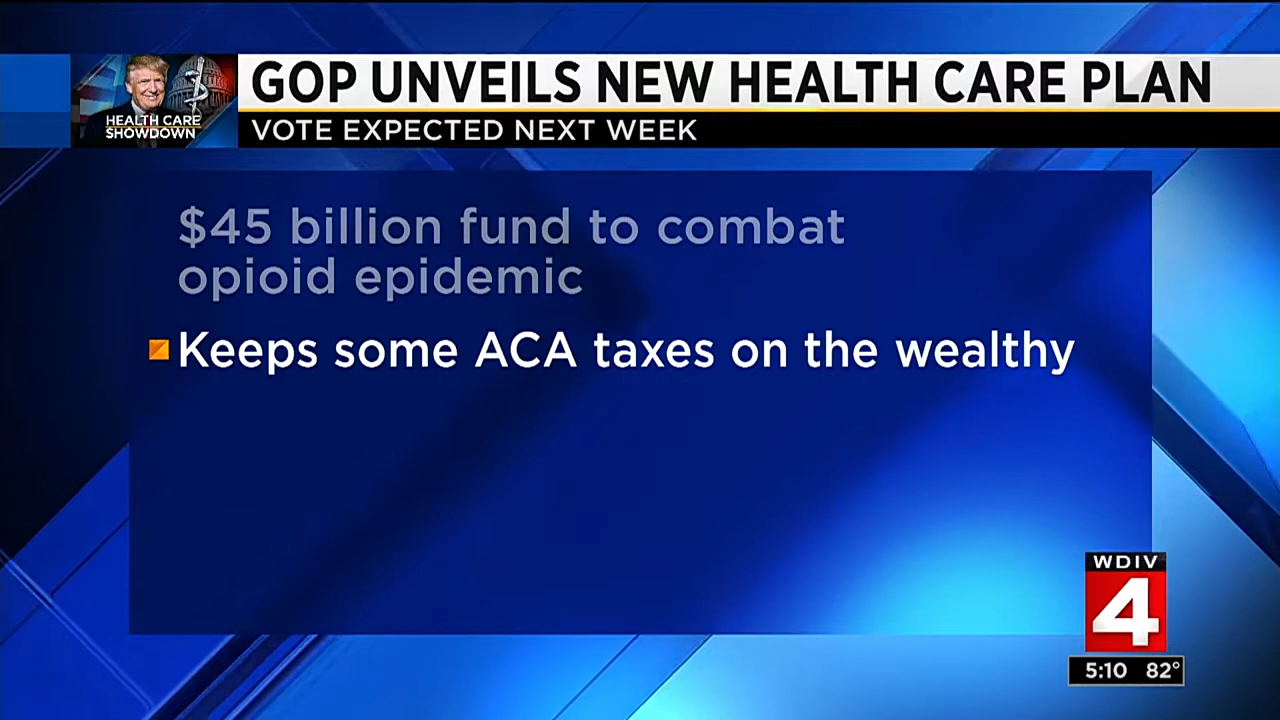 GOP UNVEILS NEW HEALTH CARE PLAN
HEALTH CARE
SHOWDOWN
VOTE EXPECTED NEXT WEEK
$45 billion fund to combat
opioid epidemic
Keeps some ACA taxes on the wealthy
WDIV
4
5:10 82°